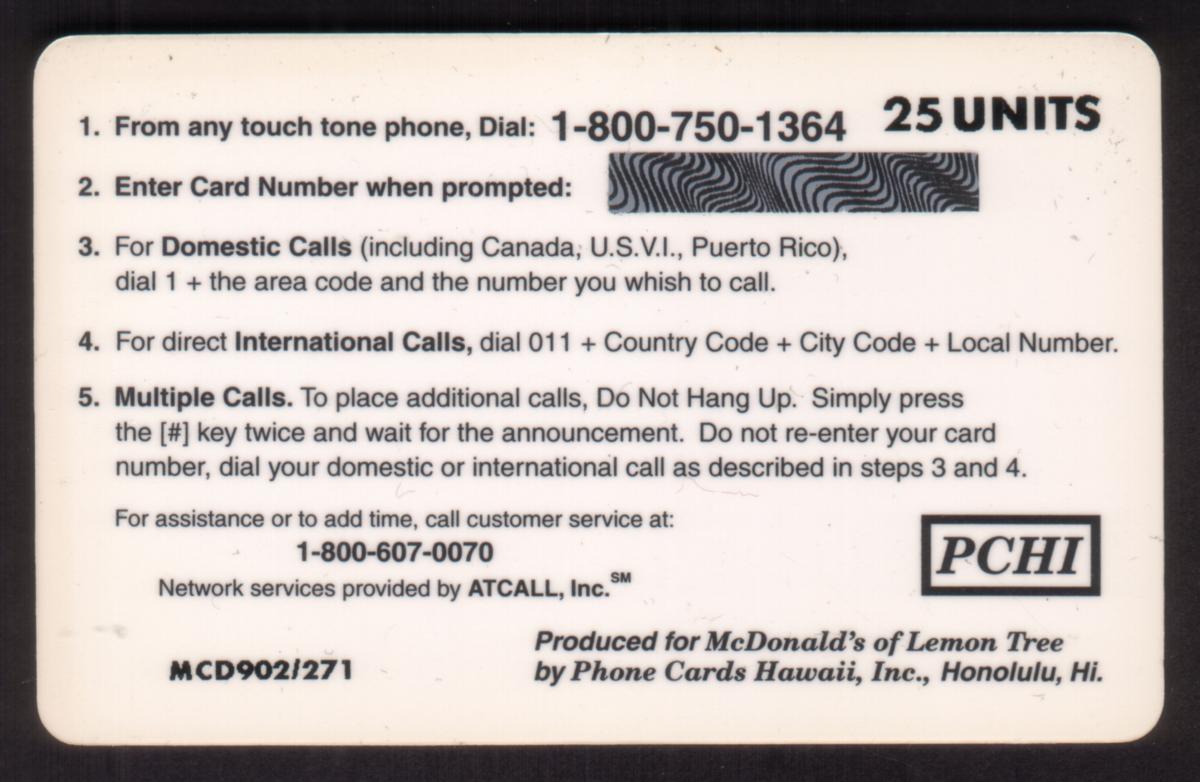 1. From any touch tone phone, Dial: 1-800-750-1364 25 UNITS
2. Enter Card Number when prompted:
3. For Domestic Calls (including Canada, U.S.V.I., Puerto Rico),
dial 1 + the area code and the number you whish to call.
4. For direct International Calls, dial 011 + Country Code + City Code + Local Number.
5. Multiple Calls. To place additional calls, Do Not Hang Up. Simply press
the [#] key twice and wait for the announcement. Do not re-enter your card
number, dial your domestic or international call as described in steps 3 and 4.
For assistance or to add time, call customer service at:
1-800-607-0070
Network services provided by ATCALL, Inc.℠
PCHI
MCD902/271
Produced for McDonald's of Lemon Tree
by Phone Cards Hawaii, Inc., Honolulu, Hi.